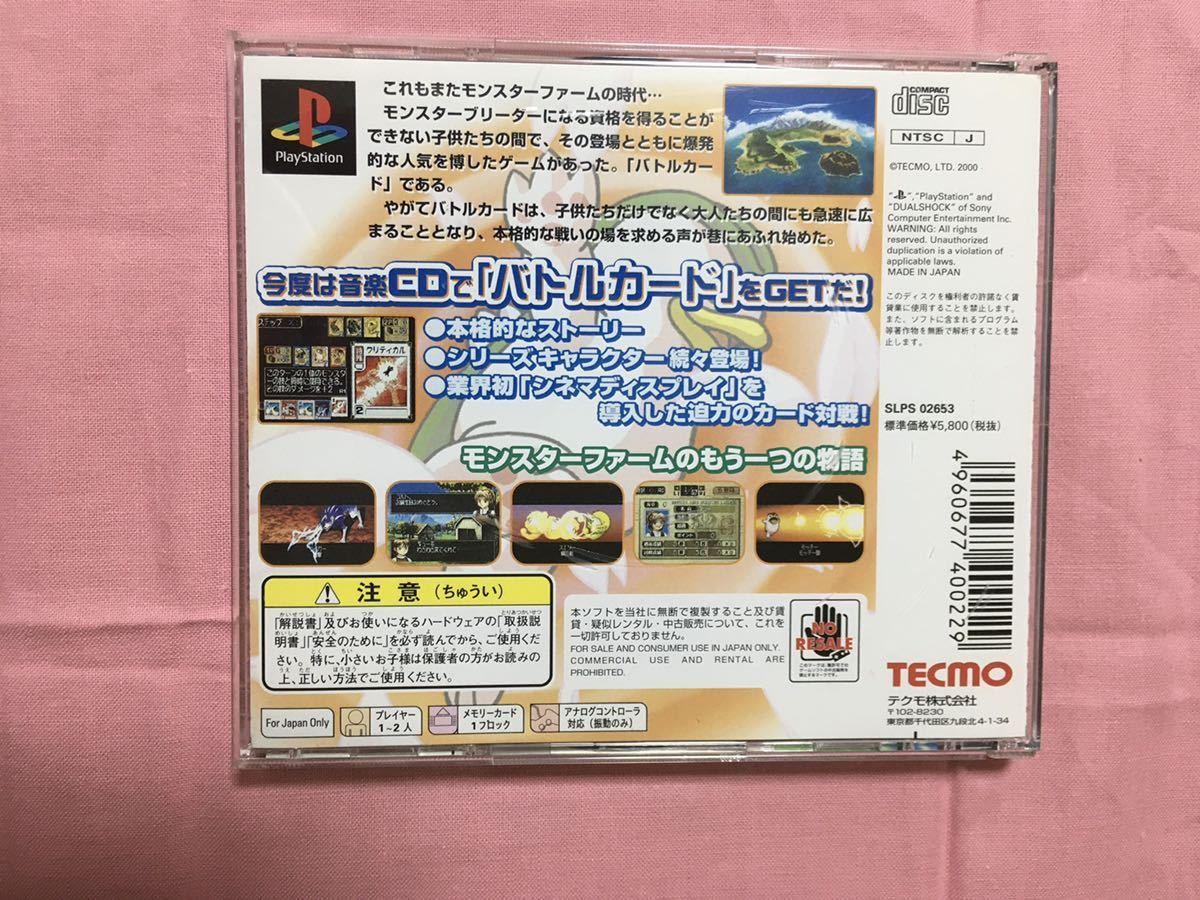 PlayStation
これもまたモンスターファームの時代…
モンスターブリーダーになる資格を得ることが
できない子供たちの間で、その登場とともに爆発
的な人気を博したゲームがあった。「バトルカー
ド」である。
やがてバトルカードは、子供たちだけでなく大人たちの間にも急速に広
まることとなり、本格的な戦いの場を求める声が巷にあふれ始めた。
今度は音楽CDで「バトルカード」をGETだ!
●本格的なストーリー
●シリーズキャラクター続々登場!
●業界初「シネマディスプレイ」を
導入した迫力のカード対戦!
クリティカル
モンスターファームのもう一つの物語
注意(ちゅうい)
「解説書」及びお使いになるハードウェアの「取扱説
明書」「安全のために」を必ず読んでから、ご使用くだ
さい。特に、小さいお子様は保護者の方がお読みの
上、正しい方法でご使用ください。
本ソフトを当社に無断で複製すること及び賃
貸・疑似レンタル・中古販売について、これを
一切許可しておりません。
FOR SALE AND CONSUMER USE IN JAPAN ONLY.
COMMERCIAL USE AND RENTAL ARE
PROHIBITED.
NO
RESALE
For Japan Only
プレイヤー
1~2人
メモリーカード
1ブロック
アナログコントローラ
対応(振動のみ)
COMPACT
disc
NTSC J
©TECMO, LTD. 2000
"PlayStation" and
"DUALSHOCK" of Sony
Computer Entertainment Inc.
WARNING: All rights
reserved. Unauthorized
duplication is a violation of
applicable laws.
MADE IN JAPAN
このディスクを権利者の許諾なく賃
貸業に使用することを禁止します。
また、ソフトに含まれるプログラム
等著作物を無断で解析することを禁
止します。
SLPS 02653
標準価格¥5,800(税抜)
4960677400229
TECMO
テクモ株式会社
〒102-8230
東京都千代田区九段北4-1-34